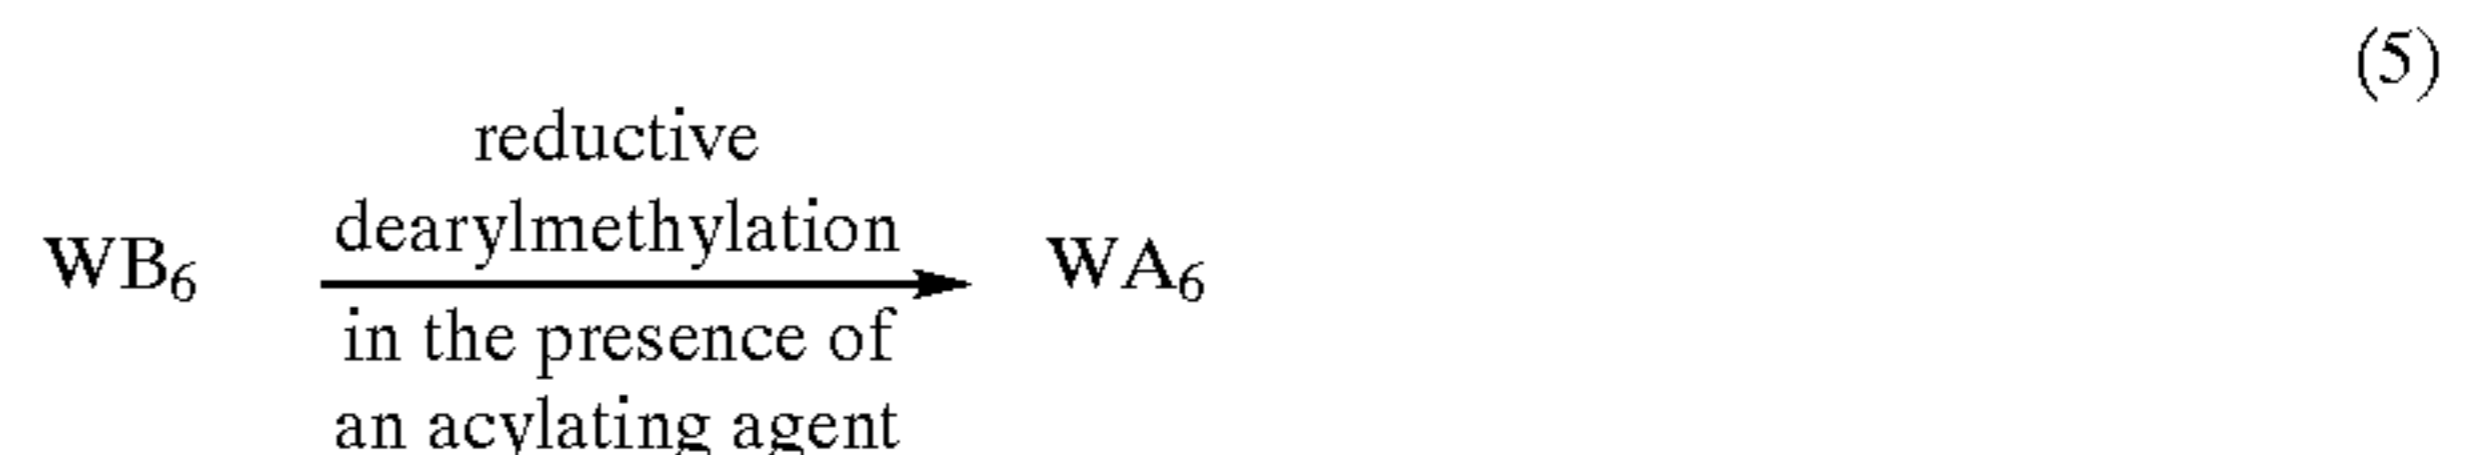 (5)
reductive
dearylmethylation
WB₆ WA₆
in the presence of
an acylating agent